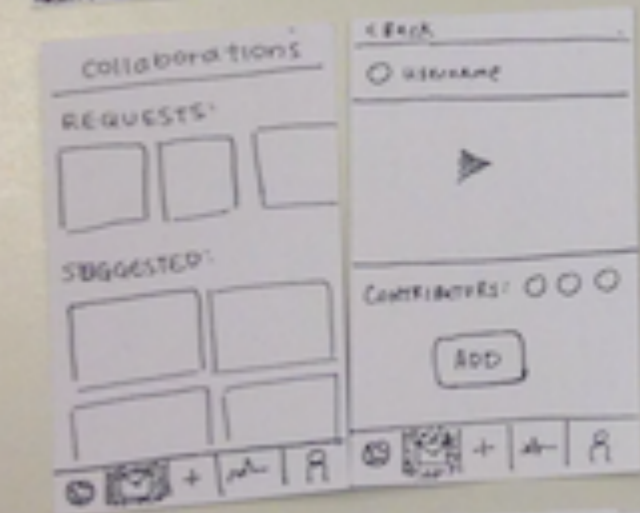 Collaborations
REQUESTS:
SUGGESTED:
< Back
username
CONTRIBUTORS:
ADD